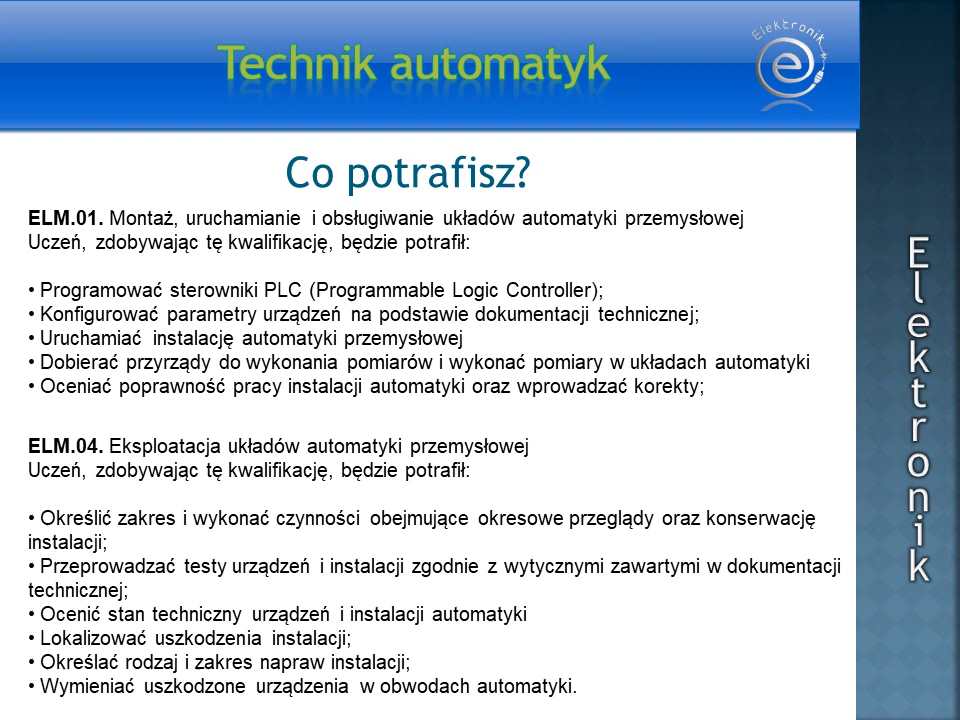 Technik automatyk
Elektronik
e
Co potrafisz?
ELM.01. Montaż, uruchamianie i obsługiwanie układów automatyki przemysłowej
Uczeń, zdobywając tę kwalifikację, będzie potrafił:
• Programować sterowniki PLC (Programmable Logic Controller);
• Konfigurować parametry urządzeń na podstawie dokumentacji technicznej;
• Uruchamiać instalację automatyki przemysłowej
• Dobierać przyrządy do wykonania pomiarów i wykonać pomiary w układach automatyki
• Oceniać poprawność pracy instalacji automatyki oraz wprowadzać korekty;
ELM.04. Eksploatacja układów automatyki przemysłowej
Uczeń, zdobywając tę kwalifikację, będzie potrafił:
• Określić zakres i wykonać czynności obejmujące okresowe przeglądy oraz konserwację
instalacji;
• Przeprowadzać testy urządzeń i instalacji zgodnie z wytycznymi zawartymi w dokumentacji
technicznej;
• Ocenić stan techniczny urządzeń i instalacji automatyki
• Lokalizować uszkodzenia instalacji;
• Określać rodzaj i zakres napraw instalacji;
• Wymieniać uszkodzone urządzenia w obwodach automatyki.
Elektronik